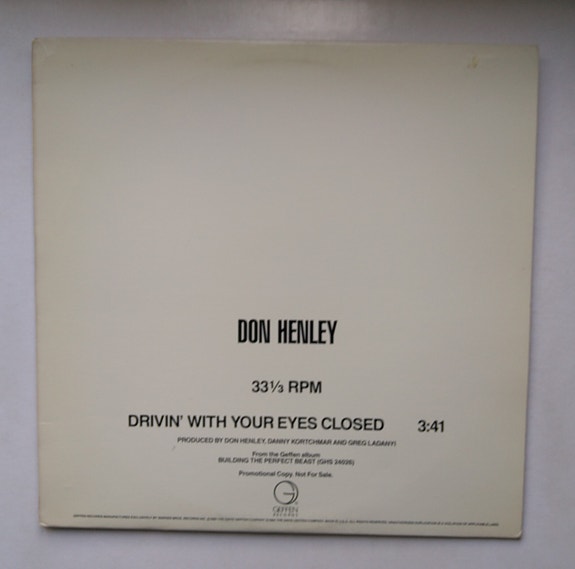 DON HENLEY
33⅓ RPM
DRIVIN' WITH YOUR EYES CLOSED 3:41
PRODUCED BY DON HENLEY, DANNY KORTCHMAR AND GREG LADANYI
From the Geffen album
BUILDING THE PERFECT BEAST (GHS 24026)
Promotional Copy. Not For Sale.
GEFFEN
RECORDS